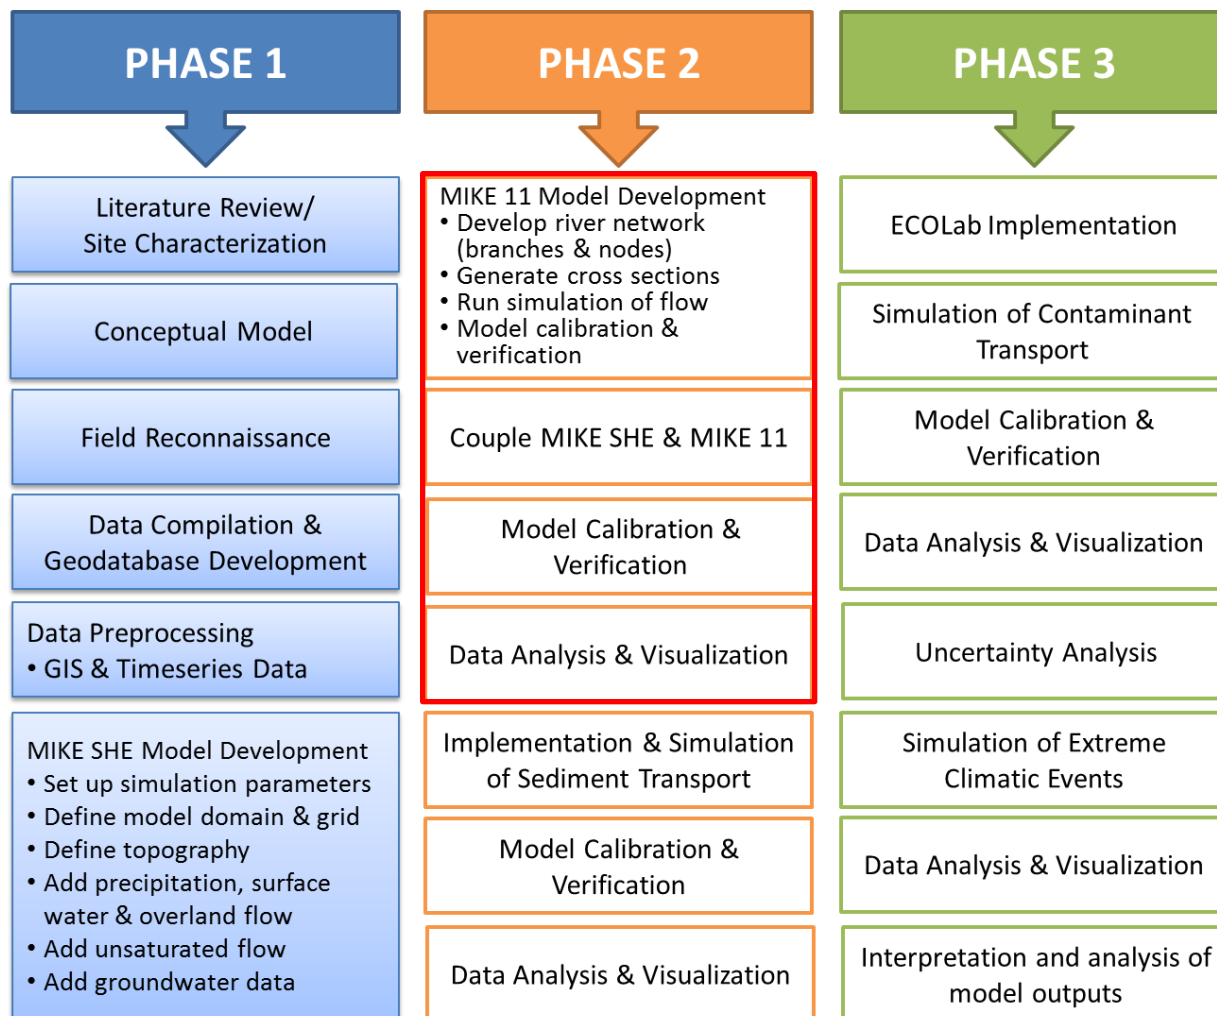 PHASE 1
Literature Review/
Site Characterization
Conceptual Model
Field Reconnaissance
Data Compilation &
Geodatabase Development
Data Preprocessing
• GIS & Timeseries Data
MIKE SHE Model Development
• Set up simulation parameters
• Define model domain & grid
• Define topography
• Add precipitation, surface
water & overland flow
• Add unsaturated flow
• Add groundwater data
PHASE 2
MIKE 11 Model Development
• Develop river network
(branches & nodes)
• Generate cross sections
• Run simulation of flow
• Model calibration &
verification
Couple MIKE SHE & MIKE 11
Model Calibration &
Verification
Data Analysis & Visualization
Implementation & Simulation
of Sediment Transport
Model Calibration &
Verification
Data Analysis & Visualization
PHASE 3
ECOLab Implementation
Simulation of Contaminant
Transport
Model Calibration &
Verification
Data Analysis & Visualization
Uncertainty Analysis
Simulation of Extreme
Climatic Events
Data Analysis & Visualization
Interpretation and analysis of
model outputs